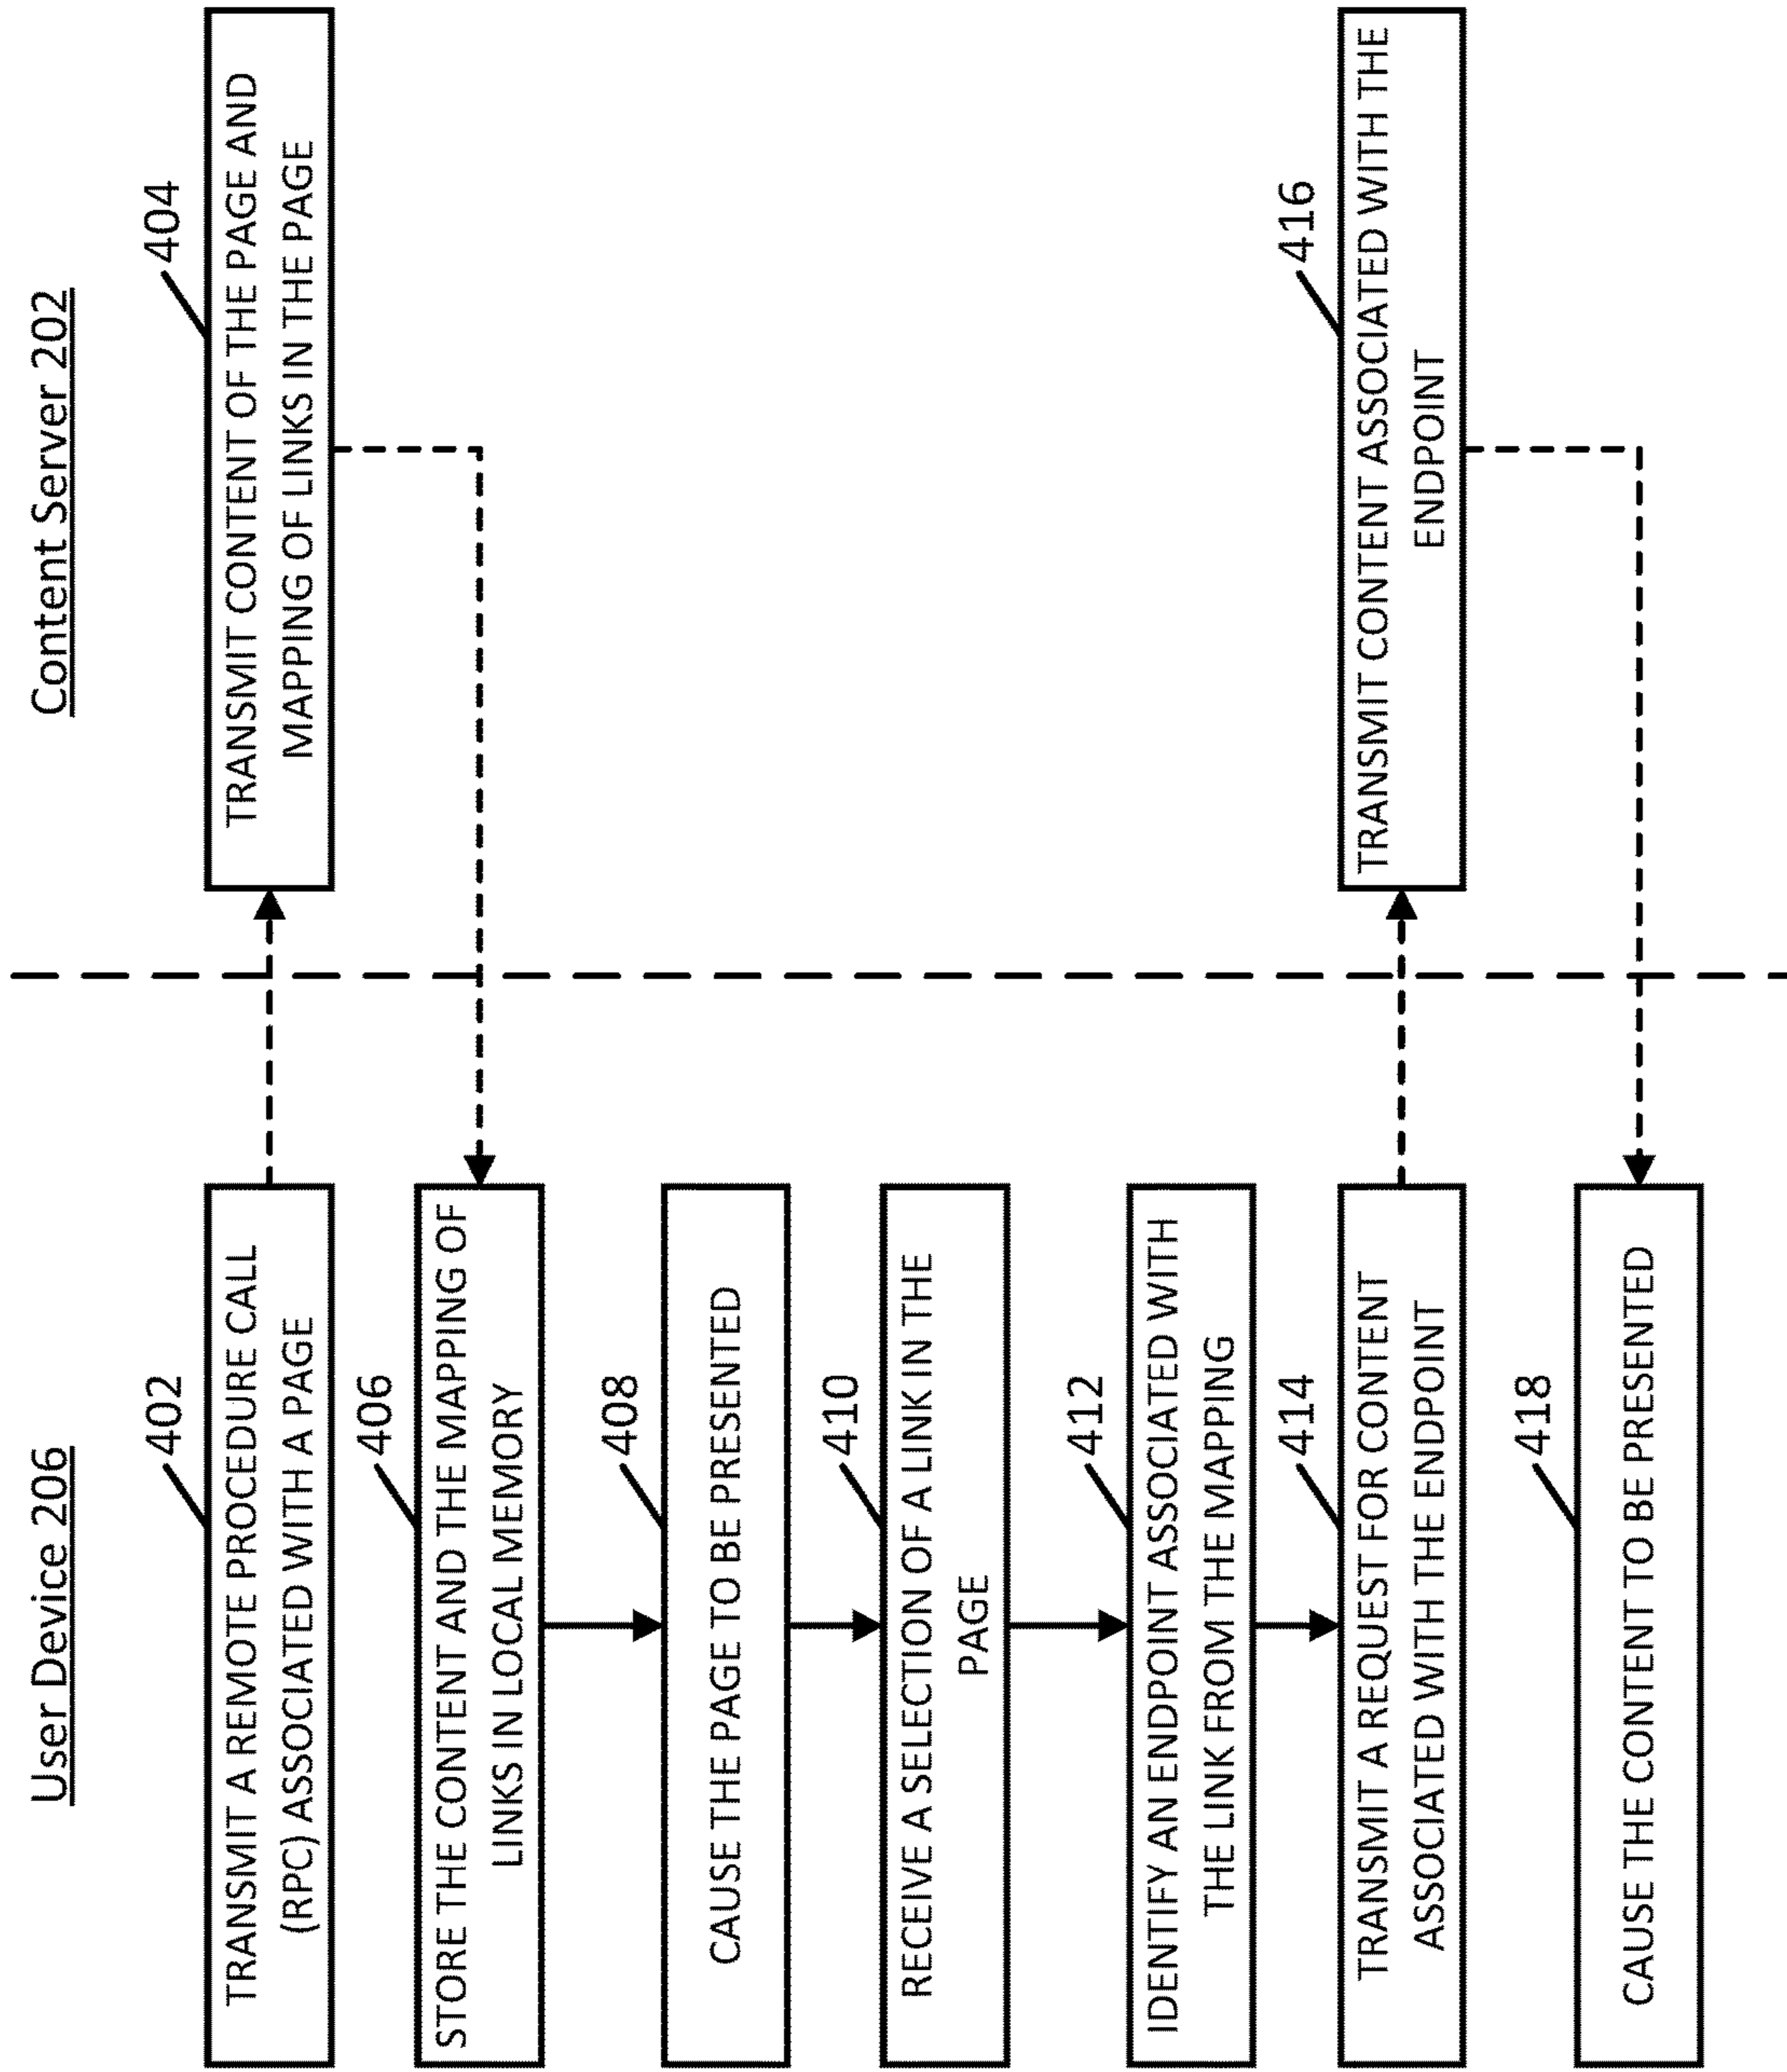 User Device 206
Content Server 202
402
TRANSMIT A REMOTE PROCEDURE CALL
(RPC) ASSOCIATED WITH A PAGE
404
TRANSMIT CONTENT OF THE PAGE AND
MAPPING OF LINKS IN THE PAGE
406
STORE THE CONTENT AND THE MAPPING OF
LINKS IN LOCAL MEMORY
408
CAUSE THE PAGE TO BE PRESENTED
410
RECEIVE A SELECTION OF A LINK IN THE
PAGE
412
IDENTIFY AN ENDPOINT ASSOCIATED WITH
THE LINK FROM THE MAPPING
414
TRANSMIT A REQUEST FOR CONTENT
ASSOCIATED WITH THE ENDPOINT
416
TRANSMIT CONTENT ASSOCIATED WITH THE
ENDPOINT
418
CAUSE THE CONTENT TO BE PRESENTED